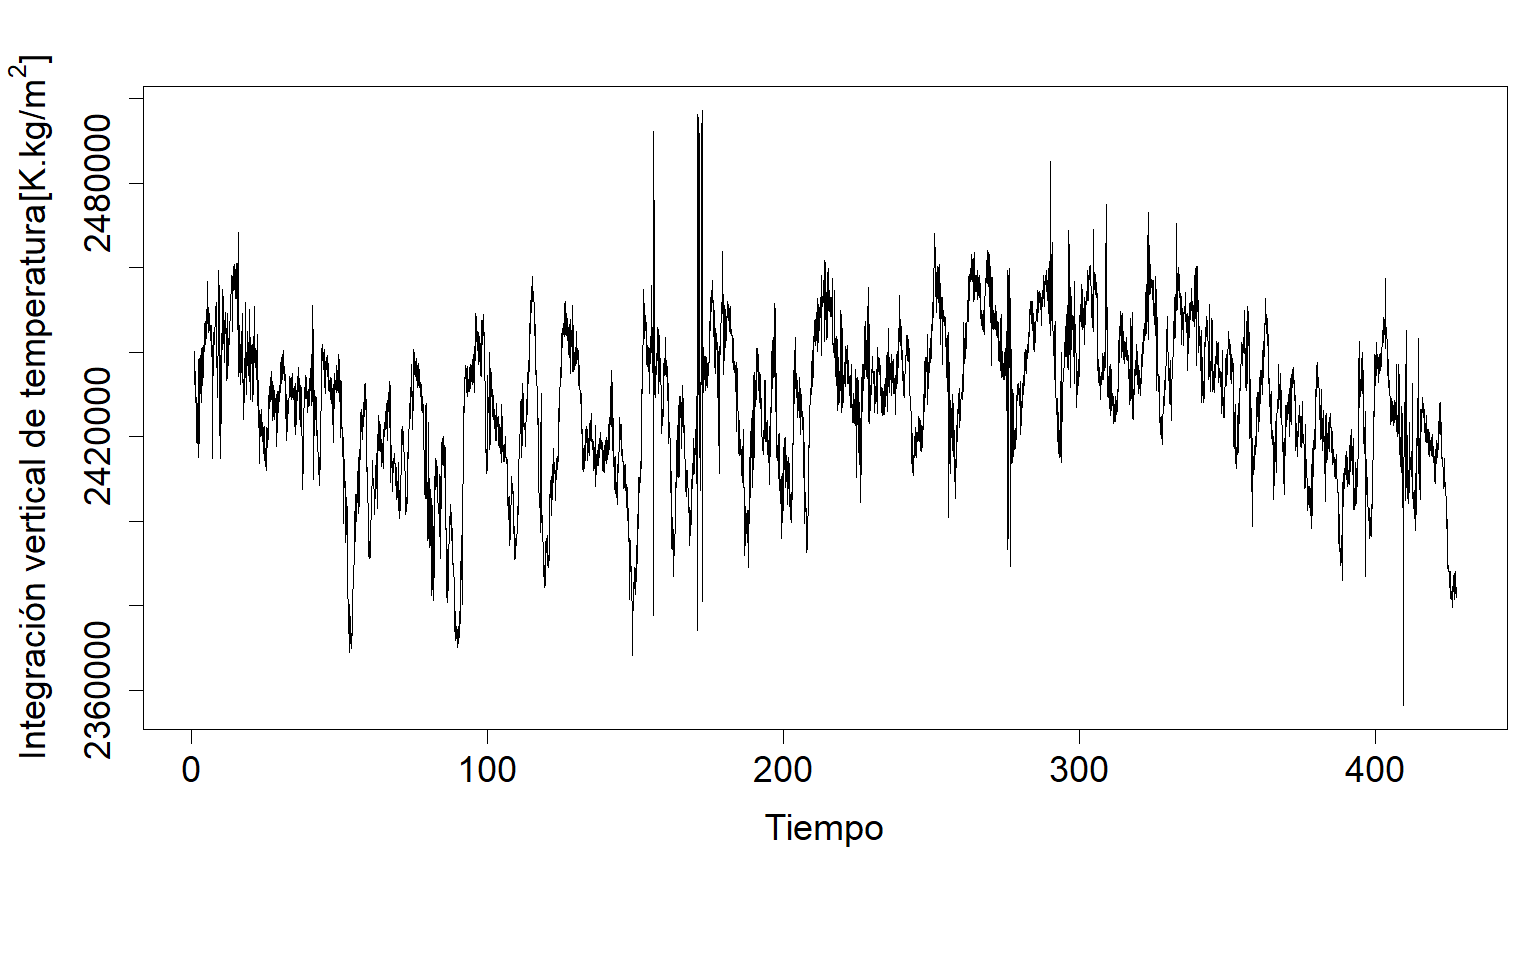 Integración vertical de temperatura[K.kg/m²]
2480000
2420000
2360000
0 100 200 300 400
Tiempo